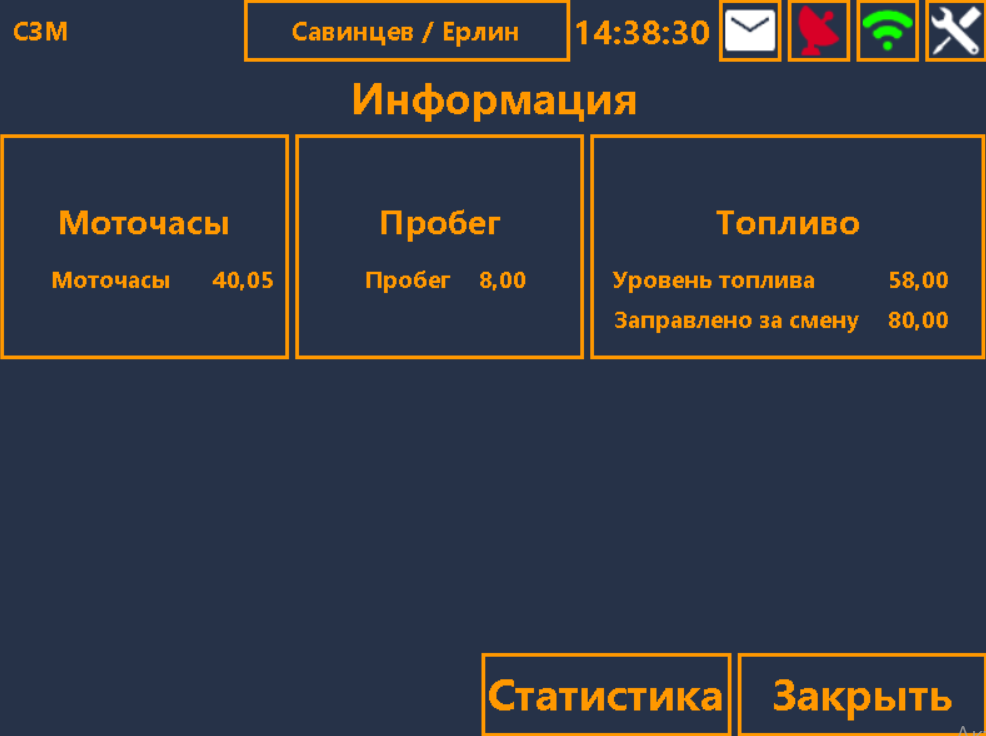 СЗМ
Савинцев / Ерлин
14:38:30
Информация
Моточасы
Моточасы 40,05
Пробег
Пробег 8,00
Топливо
Уровень топлива 58,00
Заправлено за смену 80,00
Статистика
Закрыть